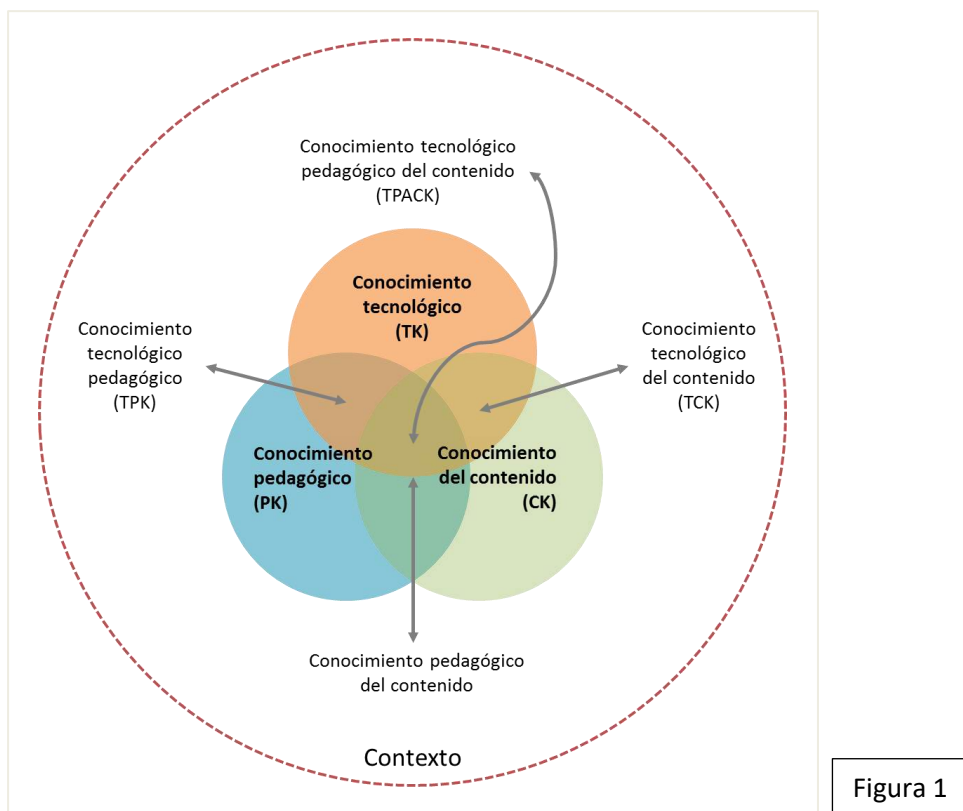 Conocimiento tecnológico
pedagógico del contenido
(TPACK)
Conocimiento
tecnológico
(TK)
Conocimiento
tecnológico
pedagógico
(TPK)
Conocimiento
tecnológico
del contenido
(TCK)
Conocimiento
pedagógico
(PK)
Conocimiento
del contenido
(CK)
Conocimiento pedagógico
del contenido
Contexto
Figura 1